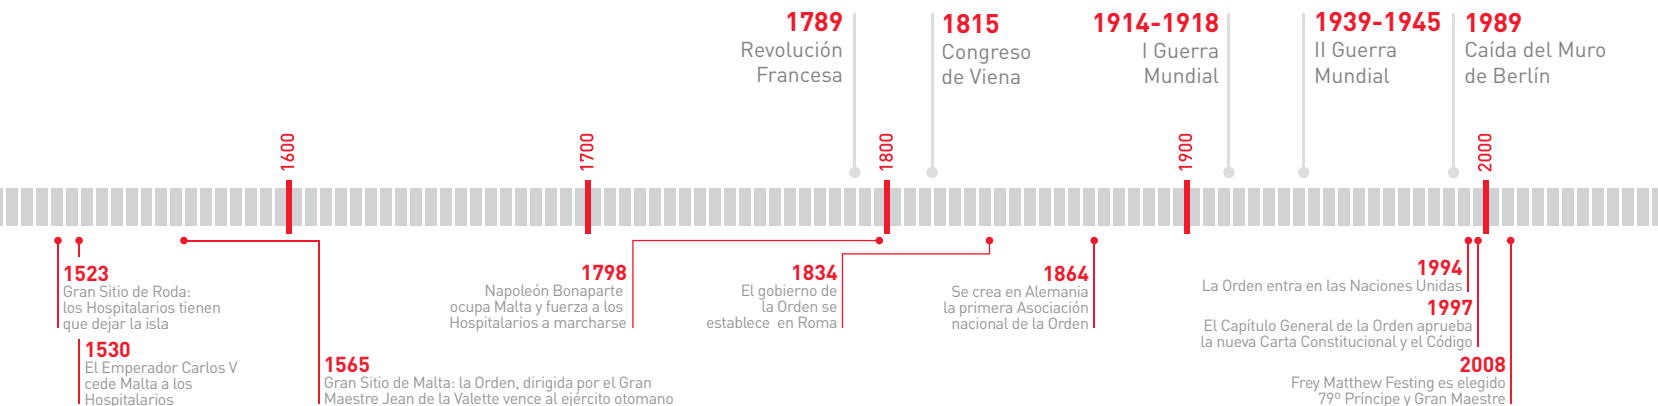 1789
Revolución
Francesa
1815
Congreso
de Viena
1914-1918
I Guerra
Mundial
1939-1945
II Guerra
Mundial
1989
Caída del Muro
de Berlín
1600
1700
1800
1900
2000
1523
Gran Sitio de Roda:
los Hospitalarios tienen
que dejar la isla
1530
El Emperador Carlos V
cede Malta a los
Hospitalarios
1565
Gran Sitio de Malta: la Orden, dirigida por el Gran
Maestre Jean de la Valette vence al ejército otomano
1798
Napoleón Bonaparte
ocupa Malta y fuerza a los
Hospitalarios a marcharse
1834
El gobierno de
la Orden se
establece en Roma
1864
Se crea en Alemania
la primera Asociación
nacional de la Orden
1994
La Orden entra en las Naciones Unidas
1997
El Capítulo General de la Orden aprueba
la nueva Carta Constitucional y el Código
2008
Frey Matthew Festing es elegido
79º Príncipe y Gran Maestre